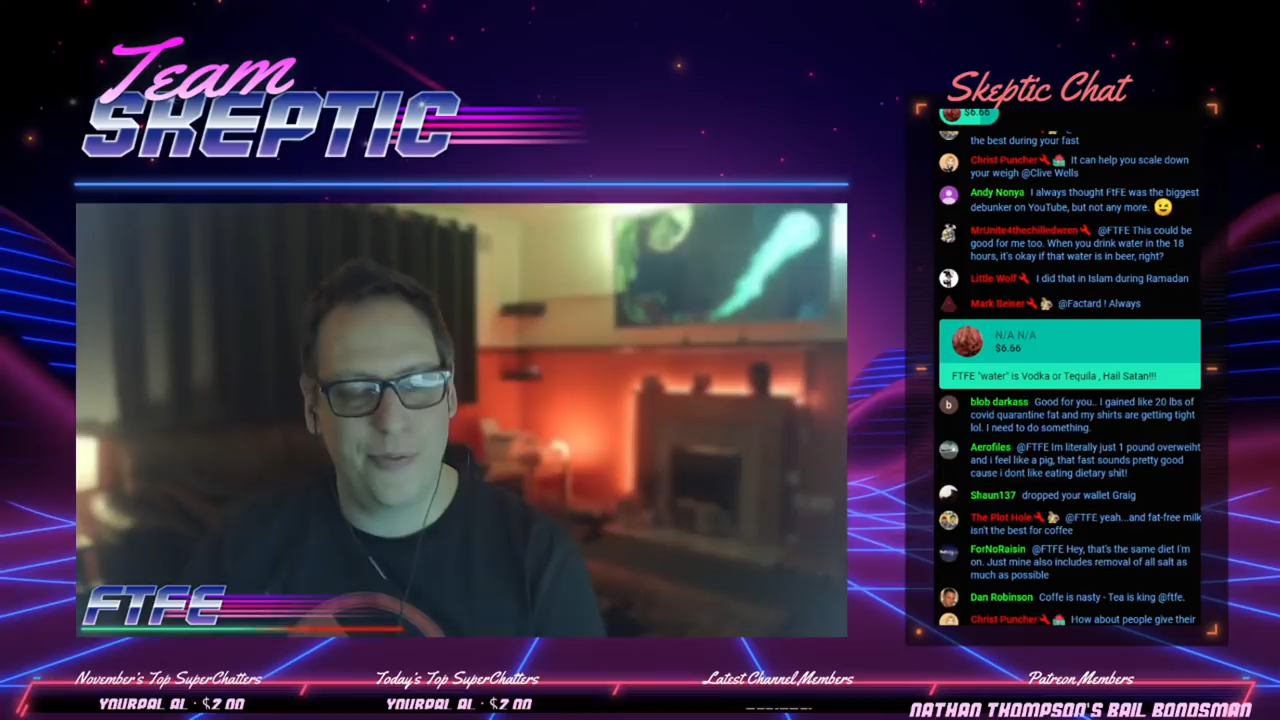 Team
SKEPTIC
Skeptic Chat
$6.66
the best during your fast
Christ Puncher It can help you scale down
your weigh @Clive Wells
Andy Nonya I always thought FtFE was the biggest
debunker on YouTube, but not any more.
MrUnite4thechilledwren @FTFE This could be
good for me too. When you drink water in the 18
hours, it's okay if that water is in beer, right?
Little Wolf I did that in Islam during Ramadan
Mark Beiner @Factard ! Always
N/A N/A
$6.66
FTFE "water" is Vodka or Tequila , Hail Satan!!!
blob darkass Good for you.. I gained like 20 lbs of
covid quarantine fat and my shirts are getting tight
lol. I need to do something.
Aerofiles @FTFE Im literally just 1 pound overweiht
and i feel like a pig, that fast sounds pretty good
cause i dont like eating dietary shit!
Shaun137 dropped your wallet Graig
The Plot Hole @FTFE yeah...and fat-free milk
isn't the best for coffee
ForNoRaisin @FTFE Hey, that's the same diet I'm
on. Just mine also includes removal of all salt as
much as possible
Dan Robinson Coffe is nasty - Tea is king @ftfe.
Christ Puncher How about people give their
FTFE
November's Top SuperChatters
YOURPAL AL · $2.00
Today's Top SuperChatters
YOURPAL AL · $2.00
Latest Channel Members
Patreon Members
NATHAN THOMPSON'S BAIL BONDSMAN